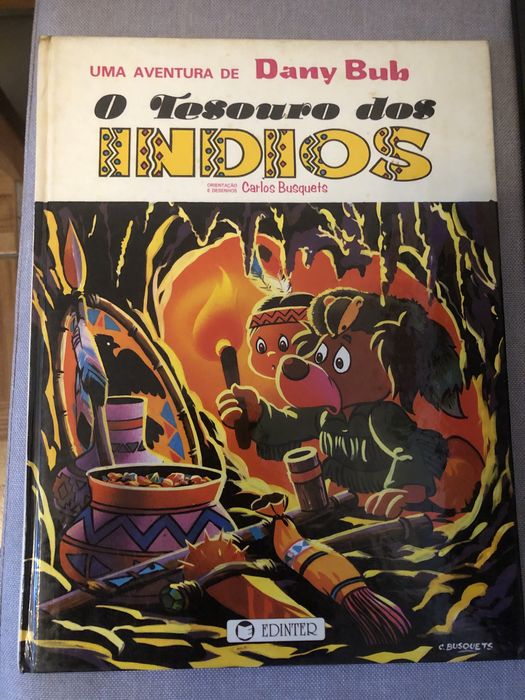 UMA AVENTURA DE Dany Bub
O Tesouro dos
INDIOS
ORIENTAÇÃO
E DESENHOS Carlos Busquets
EDINTER
C. BUSQUETS